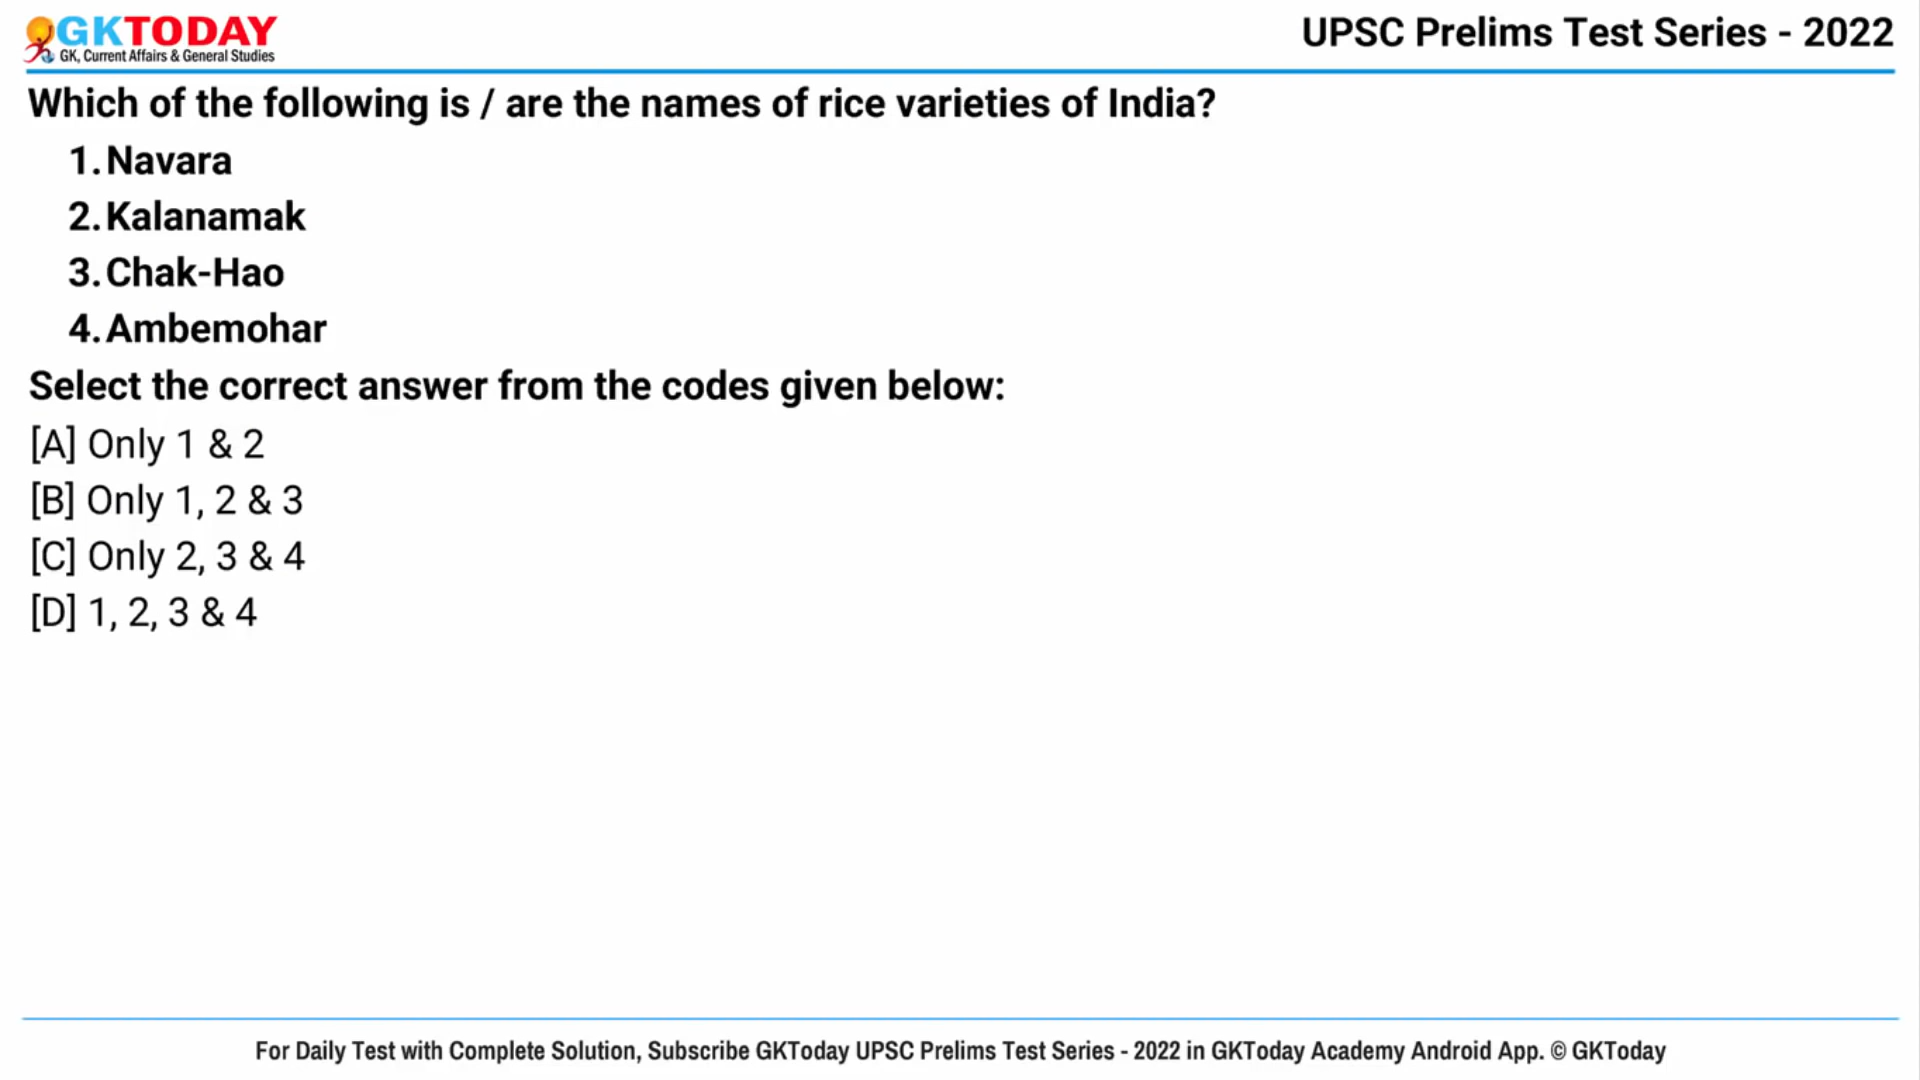 GKTODAY
GK, Current Affairs & General Studies
UPSC Prelims Test Series - 2022
Which of the following is / are the names of rice varieties of India?
1. Navara
2. Kalanamak
3. Chak-Hao
4. Ambemohar
Select the correct answer from the codes given below:
[A] Only 1 & 2
[B] Only 1, 2 & 3
[C] Only 2, 3 & 4
[D] 1, 2, 3 & 4
For Daily Test with Complete Solution, Subscribe GKToday UPSC Prelims Test Series - 2022 in GKToday Academy Android App. © GKToday